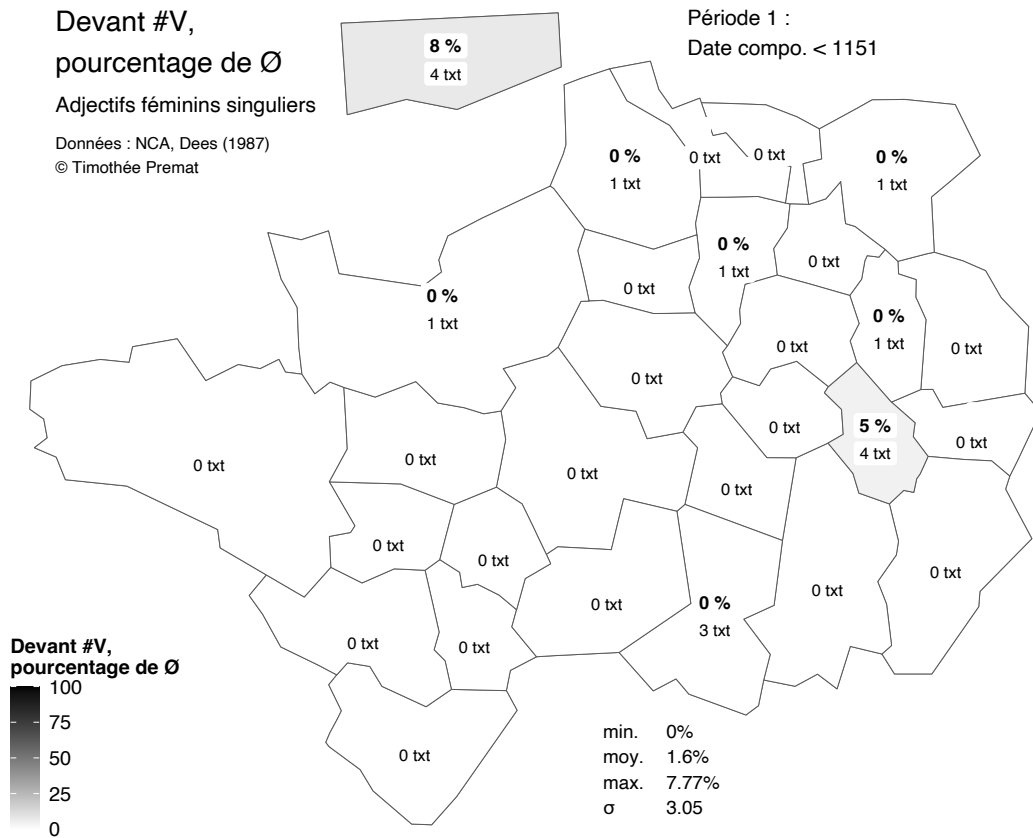 Devant #V,
pourcentage de Ø
Adjectifs féminins singuliers
Données : NCA, Dees (1987)
© Timothée Premat
Période 1 :
Date compo. < 1151
8 %
4 txt
0 %
1 txt
0 txt
0 txt
0 %
1 txt
0 %
1 txt
0 txt
0 txt
0 %
1 txt
0 %
1 txt
0 txt
0 txt
0 txt
0 txt
5 %
4 txt
0 txt
0 txt
0 txt
0 txt
0 txt
0 txt
0 txt
0 txt
0 txt
0 txt
0 txt
0 %
3 txt
0 txt
0 txt
0 txt
Devant #V,
pourcentage de Ø
100
75
50
25
0
min. 0%
moy. 1.6%
max. 7.77%
σ 3.05